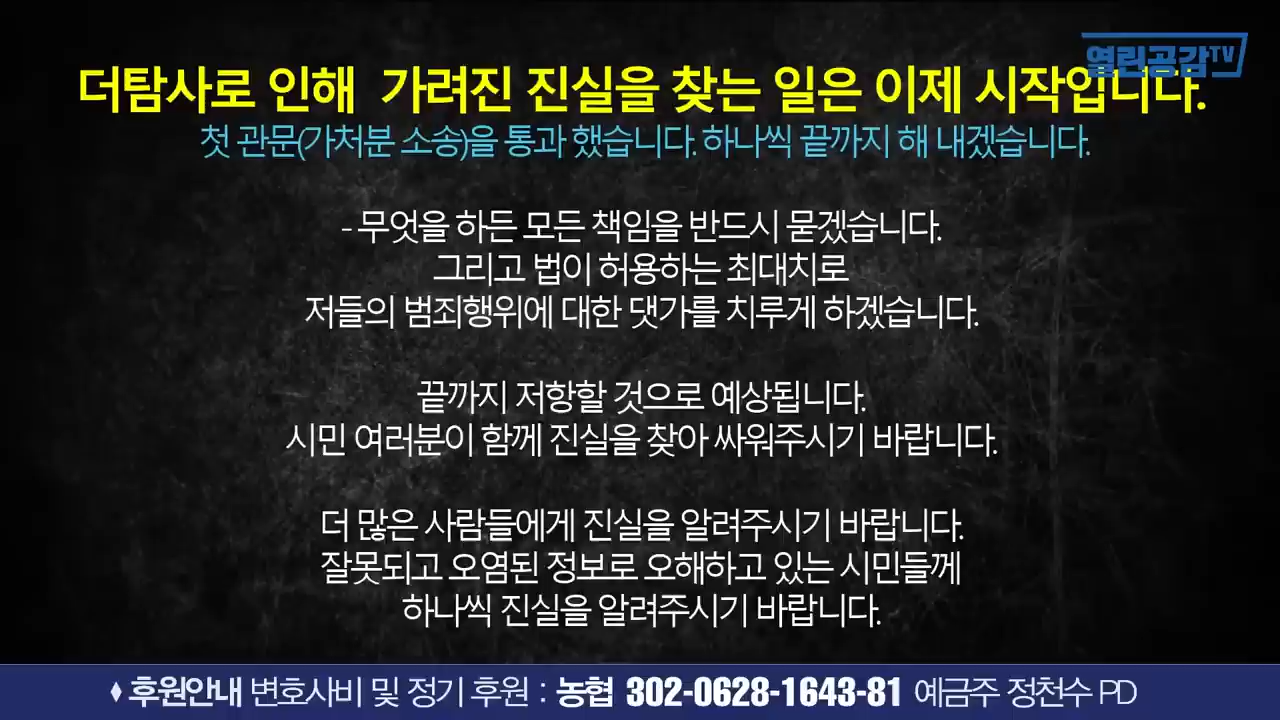 열린공감TV
더탐사로 인해 가려진 진실을 찾는 일은 이제 시작입니다.
첫 관문(가처분 소송)을 통과 했습니다. 하나씩 끝까지 해 내겠습니다.
- 무엇을 하든 모든 책임을 반드시 묻겠습니다.
그리고 법이 허용하는 최대치로
저들의 범죄행위에 대한 댓가를 치루게 하겠습니다.
끝까지 저항할 것으로 예상됩니다.
시민 여러분이 함께 진실을 찾아 싸워주시기 바랍니다.
더 많은 사람들에게 진실을 알려주시기 바랍니다.
잘못되고 오염된 정보로 오해하고 있는 시민들께
하나씩 진실을 알려주시기 바랍니다.
♦ 후원안내 변호사비 및 정기 후원 : 농협 302-0628-1643-81 예금주 정천수 PD